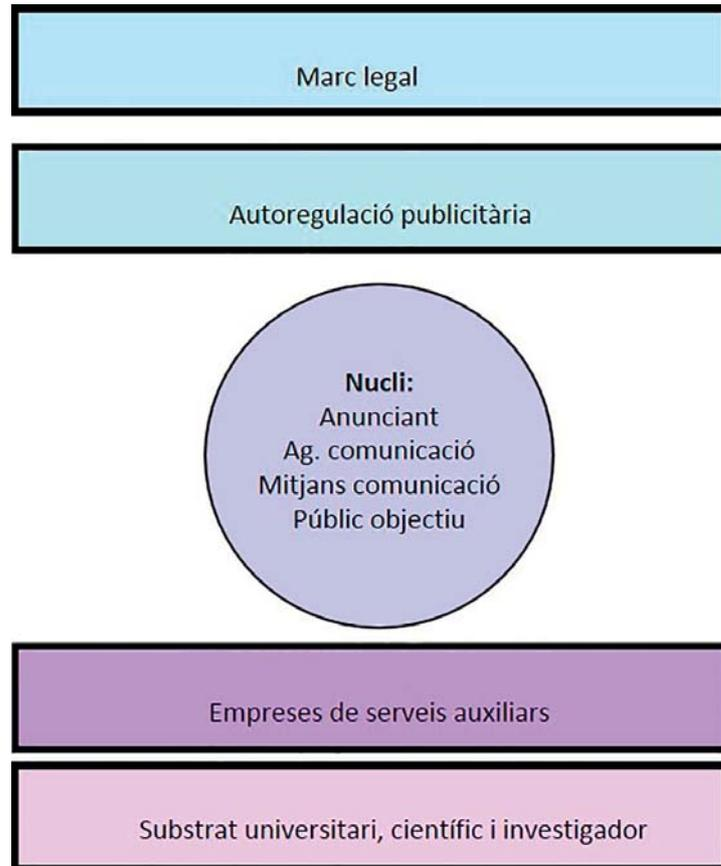 Marc legal
Autoregulació publicitària
Nucli:
Anunciant
Ag. comunicació
Mitjans comunicació
Públic objectiu
Empreses de serveis auxiliars
Substrat universitari, científic i investigador